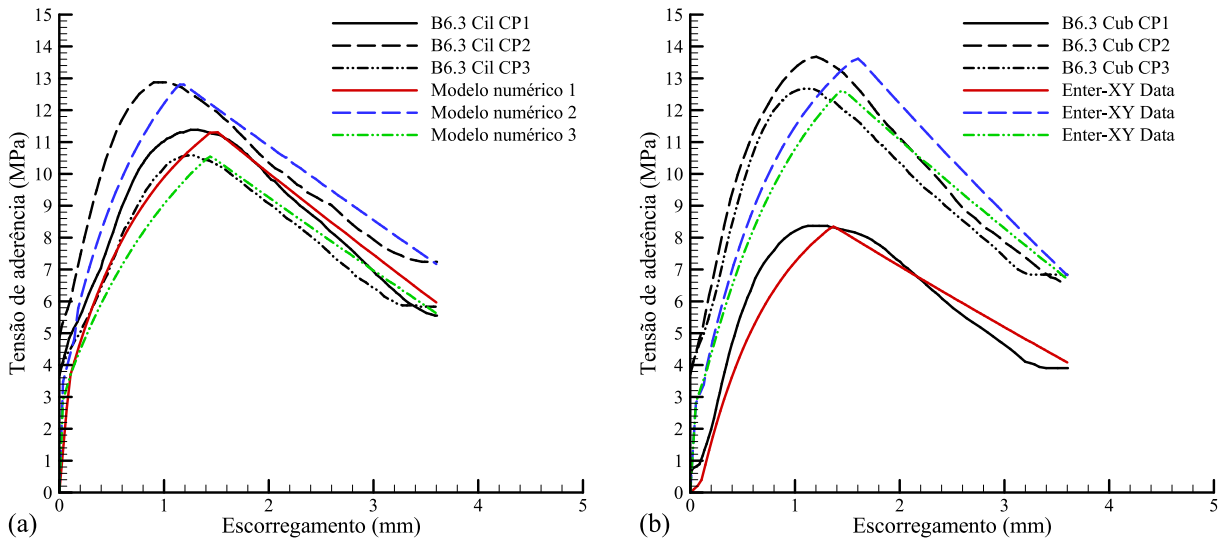 15
14
13
12
11
10
9
8
7
6
5
4
3
2
1
0
Tensão de aderência (MPa)
B6.3 Cil CP1
B6.3 Cil CP2
B6.3 Cil CP3
Modelo numérico 1
Modelo numérico 2
Modelo numérico 3
0 1 2 3 4 5
Escorregamento (mm)
(a)
15
14
13
12
11
10
9
8
7
6
5
4
3
2
1
0
Tensão de aderência (MPa)
B6.3 Cub CP1
B6.3 Cub CP2
B6.3 Cub CP3
Enter-XY Data
Enter-XY Data
Enter-XY Data
0 1 2 3 4 5
Escorregamento (mm)
(b)